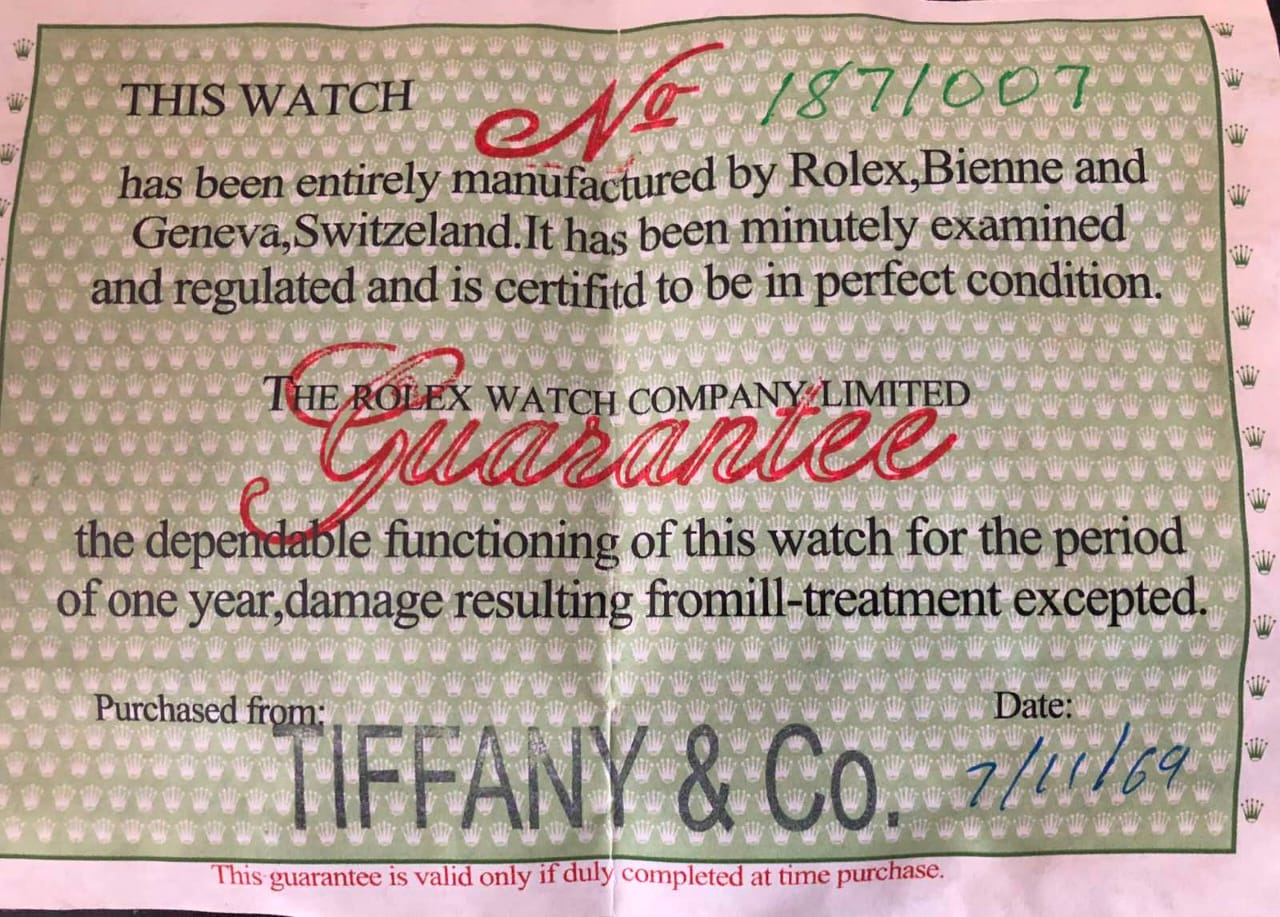 THIS WATCH No 1871007
has been entirely manufactured by Rolex,Bienne and
Geneva,Switzeland.It has been minutely examined
and regulated and is certifitd to be in perfect condition.
THE ROLEX WATCH COMPANY LIMITED
Guarantee
the dependable functioning of this watch for the period
of one year,damage resulting fromill-treatment excepted.
Purchased from: Date:
TIFFANY & Co. 7/11/69
This guarantee is valid only if duly completed at time purchase.